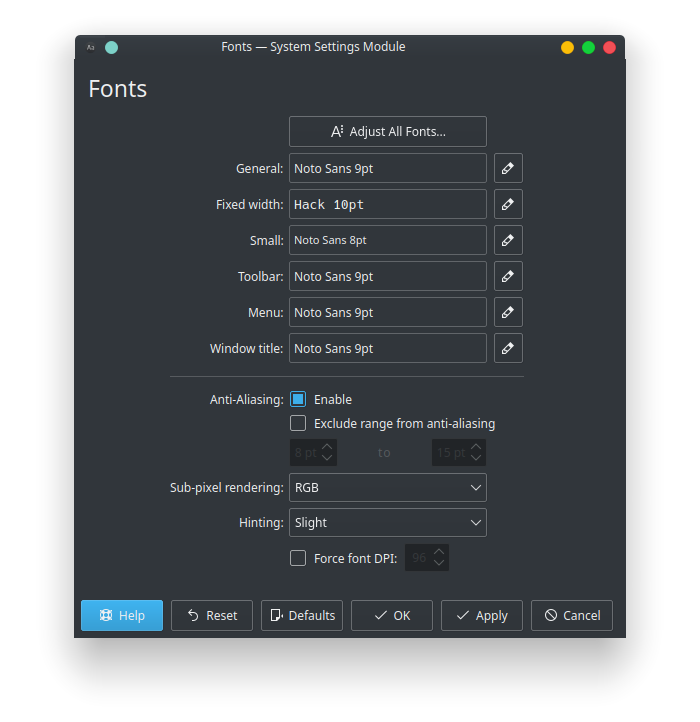 Fonts — System Settings Module
Fonts
Adjust All Fonts...
General: Noto Sans 9pt
Fixed width: Hack 10pt
Small: Noto Sans 8pt
Toolbar: Noto Sans 9pt
Menu: Noto Sans 9pt
Window title: Noto Sans 9pt
Anti-Aliasing: Enable
Exclude range from anti-aliasing
8 pt to 15 pt
Sub-pixel rendering: RGB
Hinting: Slight
Force font DPI: 96
Help Reset Defaults OK Apply Cancel